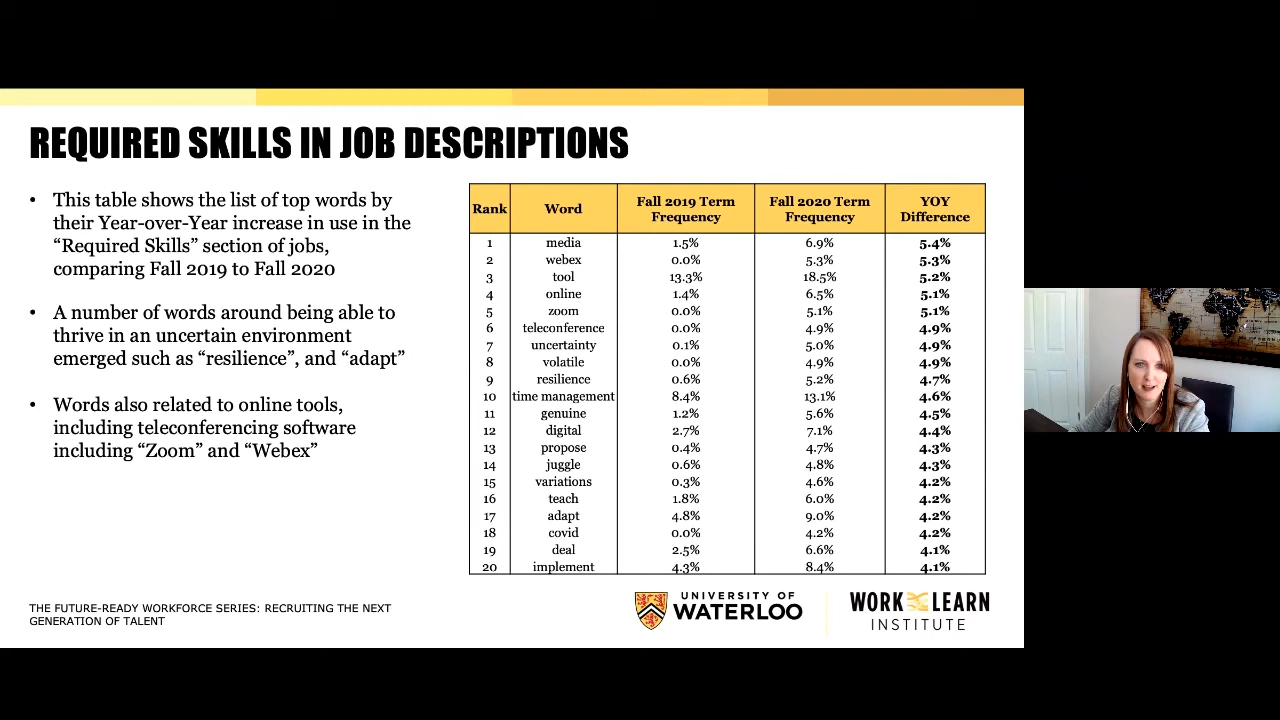 REQUIRED SKILLS IN JOB DESCRIPTIONS
• This table shows the list of top words by
their Year-over-Year increase in use in the
“Required Skills” section of jobs,
comparing Fall 2019 to Fall 2020
• A number of words around being able to
thrive in an uncertain environment
emerged such as “resilience”, and “adapt”
• Words also related to online tools,
including teleconferencing software
including “Zoom” and “Webex”
Rank Word Fall 2019 Term Frequency Fall 2020 Term Frequency YOY Difference
1 media 1.5% 6.9% 5.4%
2 webex 0.0% 5.3% 5.3%
3 tool 13.3% 18.5% 5.2%
4 online 1.4% 6.5% 5.1%
5 zoom 0.0% 5.1% 5.1%
6 teleconference 0.0% 4.9% 4.9%
7 uncertainty 0.1% 5.0% 4.9%
8 volatile 0.0% 4.9% 4.9%
9 resilience 0.6% 5.2% 4.7%
10 time management 8.4% 13.1% 4.6%
11 genuine 1.2% 5.6% 4.5%
12 digital 2.7% 7.1% 4.4%
13 propose 0.4% 4.7% 4.3%
14 juggle 0.6% 4.8% 4.3%
15 variations 0.3% 4.6% 4.2%
16 teach 1.8% 6.0% 4.2%
17 adapt 4.8% 9.0% 4.2%
18 covid 0.0% 4.2% 4.2%
19 deal 2.5% 6.6% 4.1%
20 implement 4.3% 8.4% 4.1%
THE FUTURE-READY WORKFORCE SERIES: RECRUITING THE NEXT
GENERATION OF TALENT
UNIVERSITY OF
WATERLOO
WORK LEARN
INSTITUTE